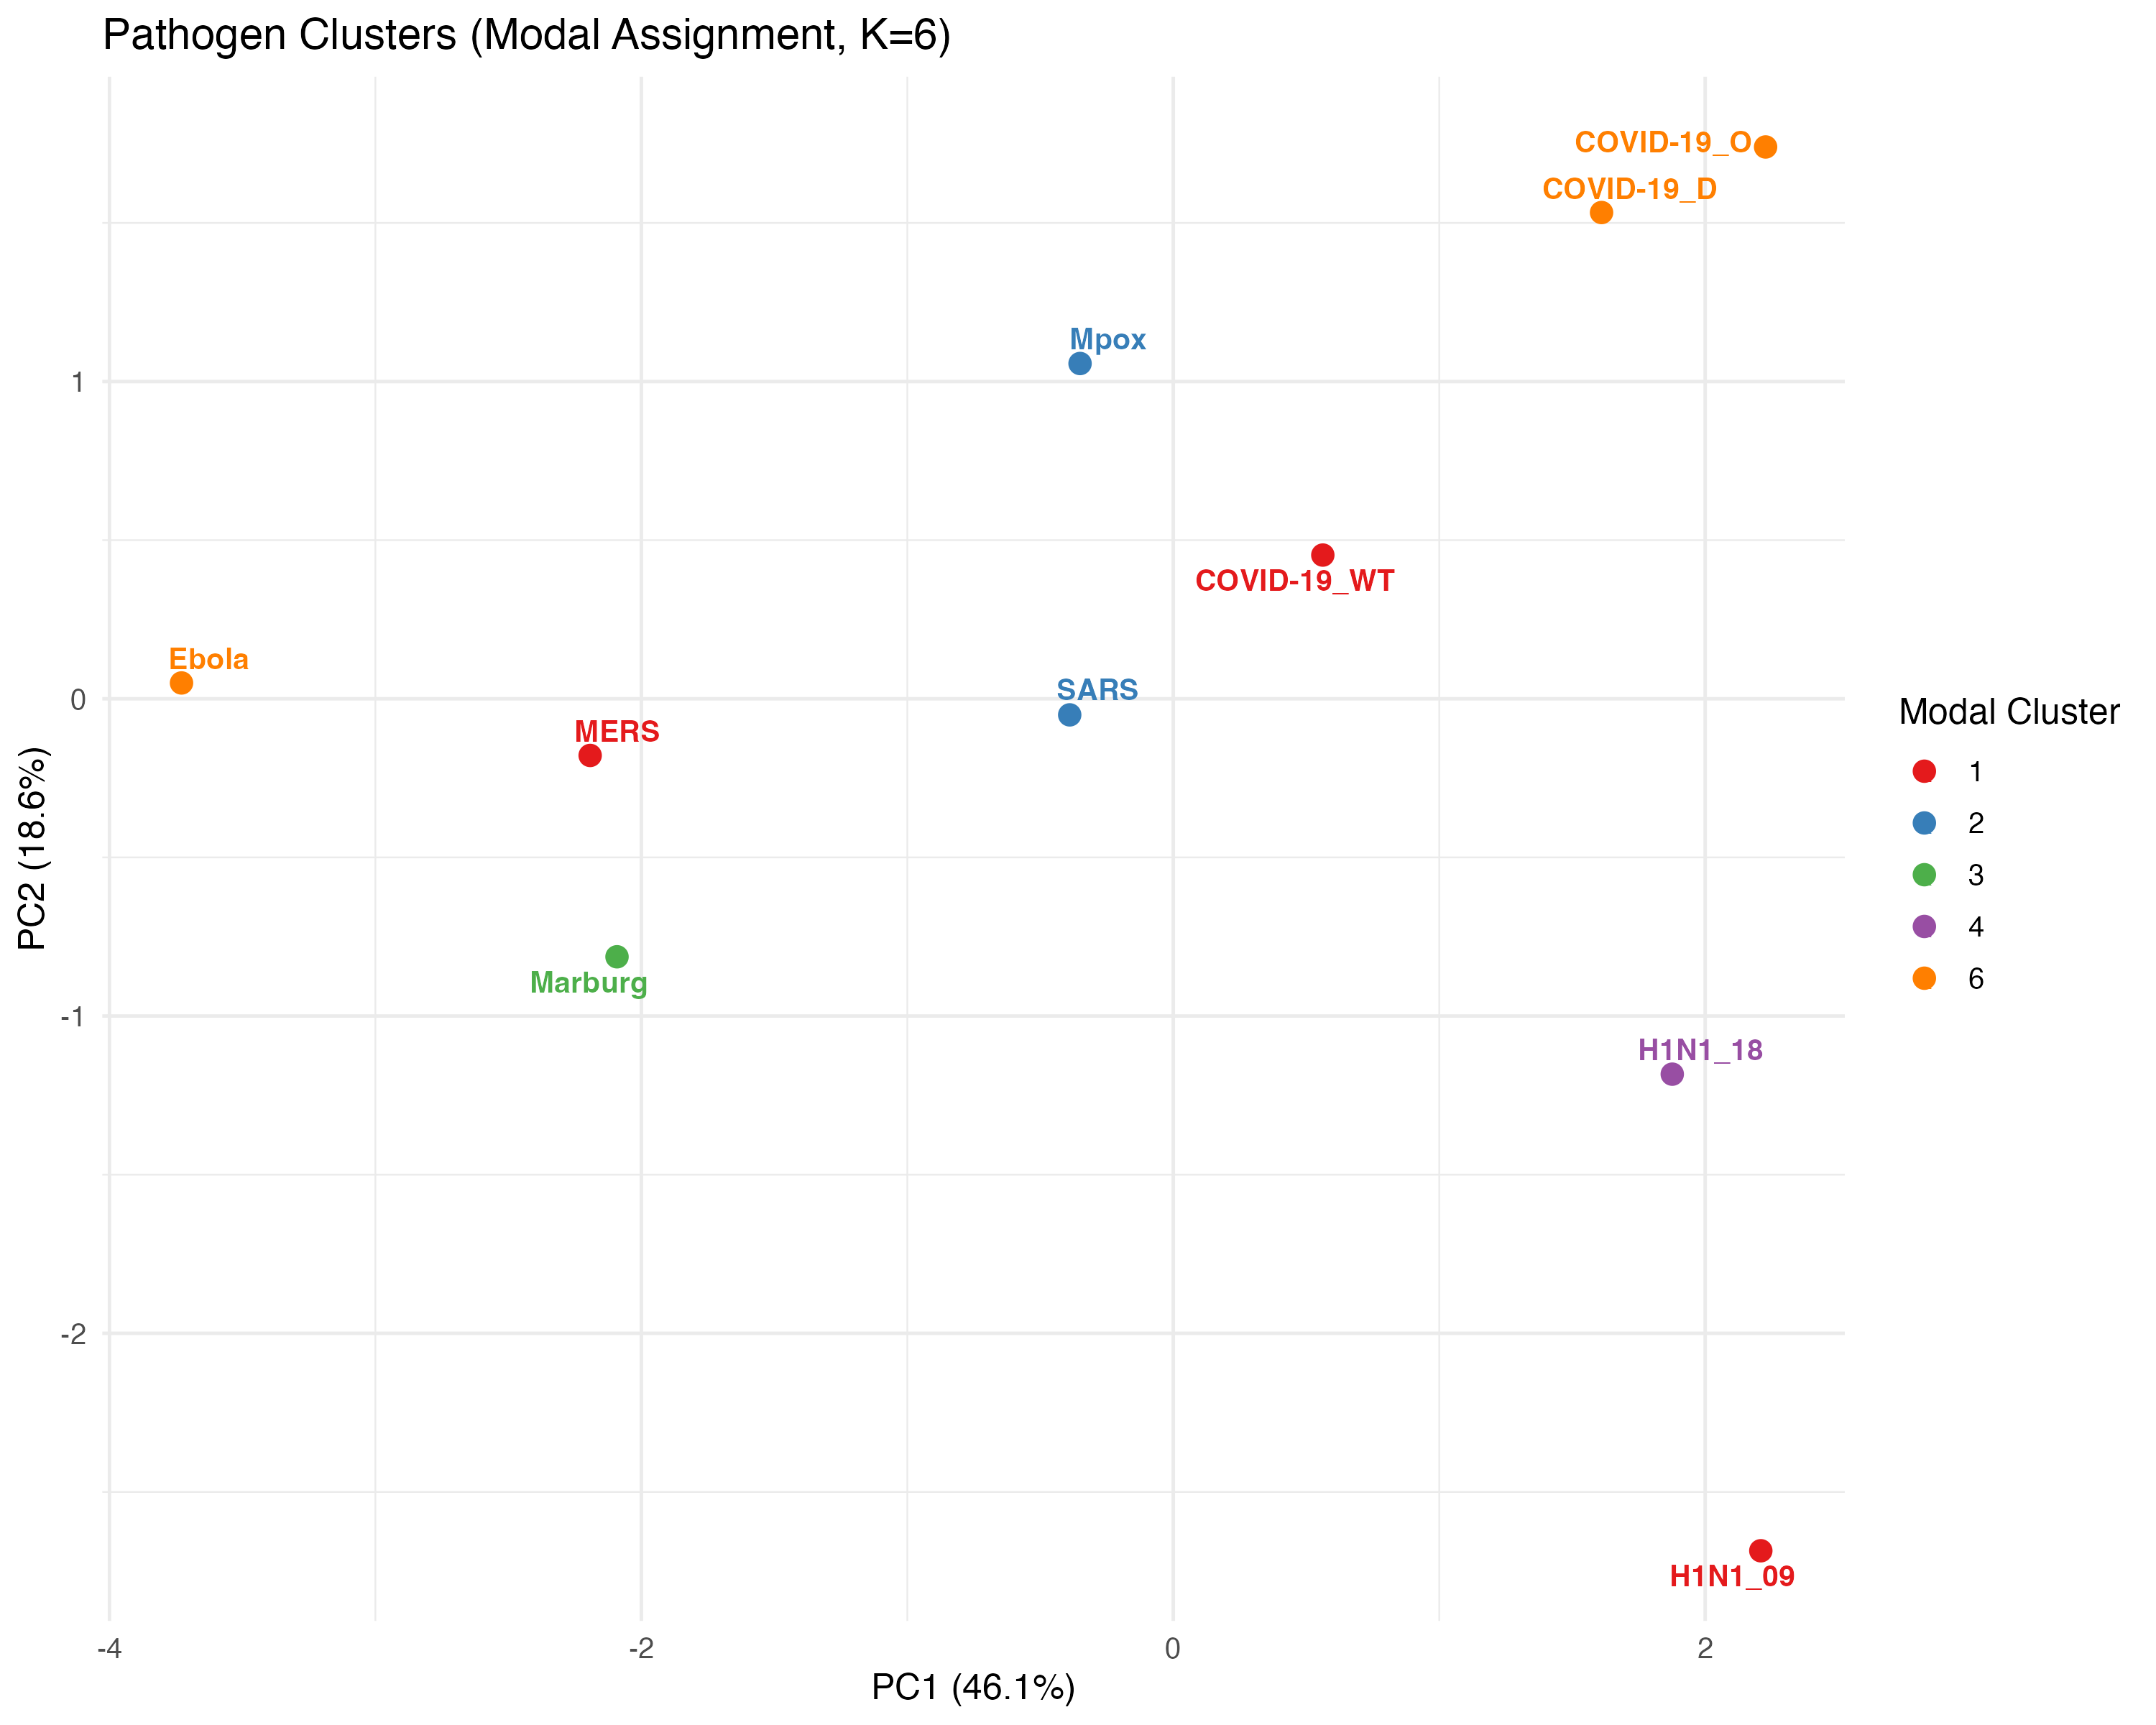 Pathogen Clusters (Modal Assignment, K=6)
COVID-19_O
COVID-19_D
Mpox
COVID-19_WT
Ebola
SARS
MERS
Marburg
H1N1_18
H1N1_09
1
0
-1
-2
PC2 (18.6%)
-4
-2
0
2
PC1 (46.1%)
Modal Cluster
1
2
3
4
6